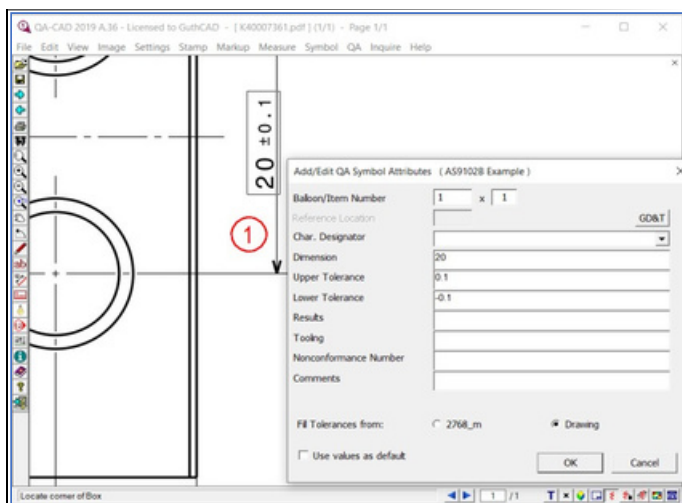 QA-CAD 2019 A.36 - Licensed to GuthCAD - [ K40007361.pdf ] (1/1) - Page 1/1
File Edit View Image Settings Stamp Markup Measure Symbol QA Inquire Help
20 ±0.1
1
Add/Edit QA Symbol Attributes ( AS9102B Example )
Balloon/Item Number 1 x 1
Reference Location GD&T
Char. Designator
Dimension 20
Upper Tolerance 0.1
Lower Tolerance -0.1
Results
Tooling
Nonconformance Number
Comments
Fill Tolerances from: 2768_m Drawing
Use values as default OK Cancel
Locate corner of Box 1 /1